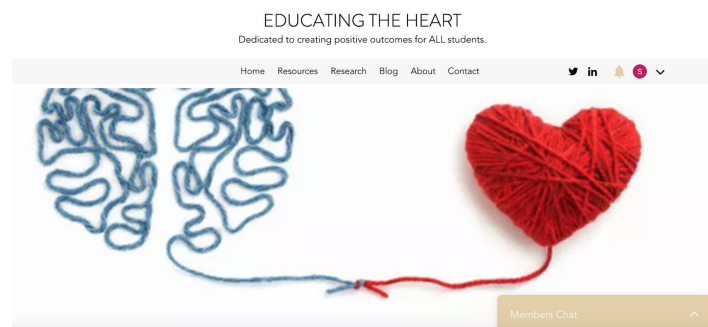 EDUCATING THE HEART
Dedicated to creating positive outcomes for ALL students.
Home Resources Research Blog About Contact
S
Members Chat